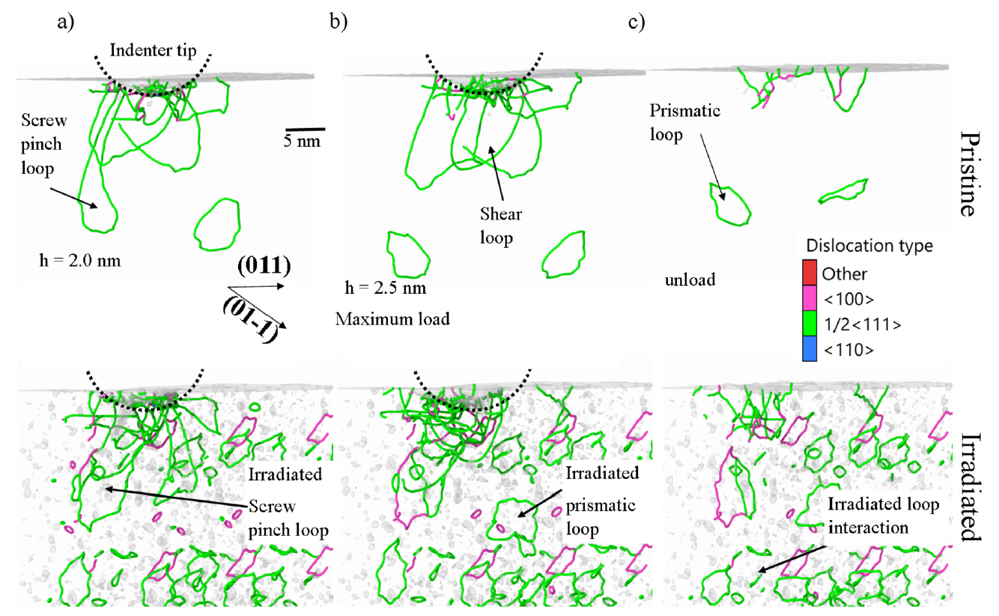 a)
b)
c)
Indenter tip
Screw
pinch
loop
5 nm
h = 2.0 nm
(011)
(01-1)
Shear
loop
h = 2.5 nm
Maximum load
Prismatic
loop
unload
Pristine
Dislocation type
Other
<100>
1/2<111>
<110>
Irradiated
Screw
pinch loop
Irradiated
prismatic
loop
Irradiated loop
interaction
Irradiated